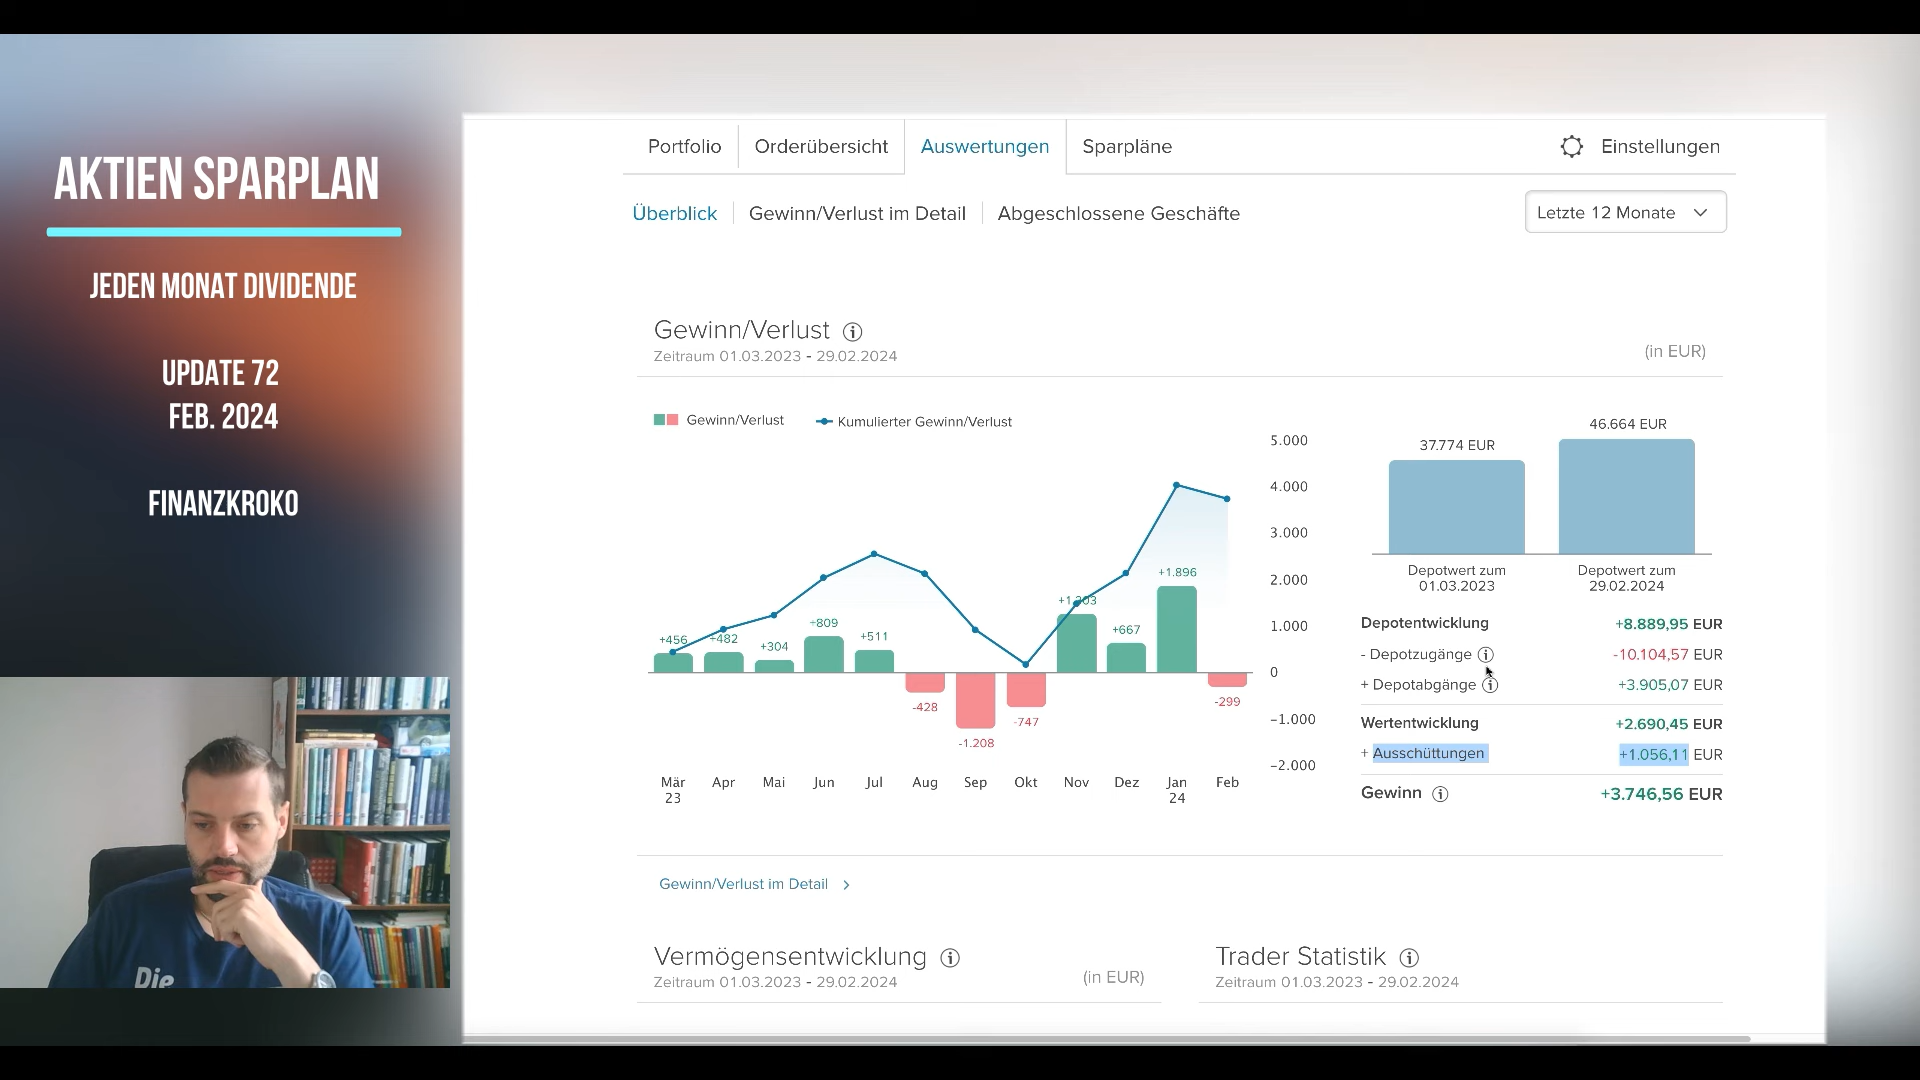 AKTIEN SPARPLAN
JEDEN MONAT DIVIDENDE
UPDATE 72
FEB. 2024
FINANZKROKO
Die
Portfolio
Orderübersicht
Auswertungen
Sparpläne
Einstellungen
Überblick
Gewinn/Verlust im Detail
Abgeschlossene Geschäfte
Letzte 12 Monate
Gewinn/Verlust
Zeitraum 01.03.2023 - 29.02.2024
(in EUR)
Gewinn/Verlust
Kumulierter Gewinn/Verlust
5.000
4.000
3.000
2.000
1.000
0
-1.000
-2.000
+456
+482
+304
+809
+511
-428
-1.208
-747
+667
+1.896
-299
Mär
23
Apr
Mai
Jun
Jul
Aug
Sep
Okt
Nov
Dez
Jan
24
Feb
37.774 EUR
46.664 EUR
Depotwert zum
01.03.2023
Depotwert zum
29.02.2024
Depotentwicklung +8.889,95 EUR
- Depotzugänge -10.104,57 EUR
+ Depotabgänge +3.905,07 EUR
Wertentwicklung +2.690,45 EUR
+ Ausschüttungen +1.056,11 EUR
Gewinn +3.746,56 EUR
Gewinn/Verlust im Detail
Vermögensentwicklung
Zeitraum 01.03.2023 - 29.02.2024
(in EUR)
Trader Statistik
Zeitraum 01.03.2023 - 29.02.2024